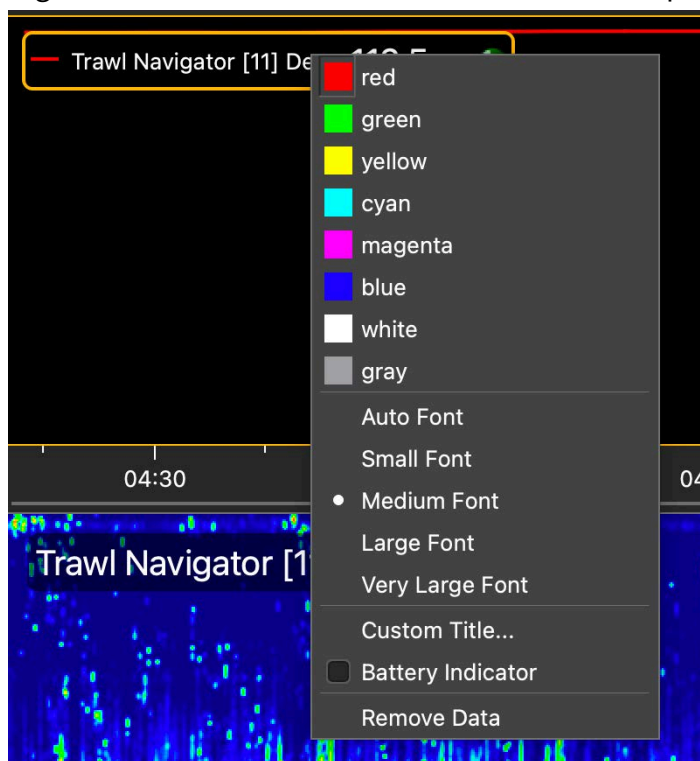 Trawl Navigator [11] De
red
green
yellow
cyan
magenta
blue
white
gray
Auto Font
04:30
Small Font
Medium Font
Large Font
Trawl Navigator [1
Very Large Font
Custom Title...
Battery Indicator
Remove Data